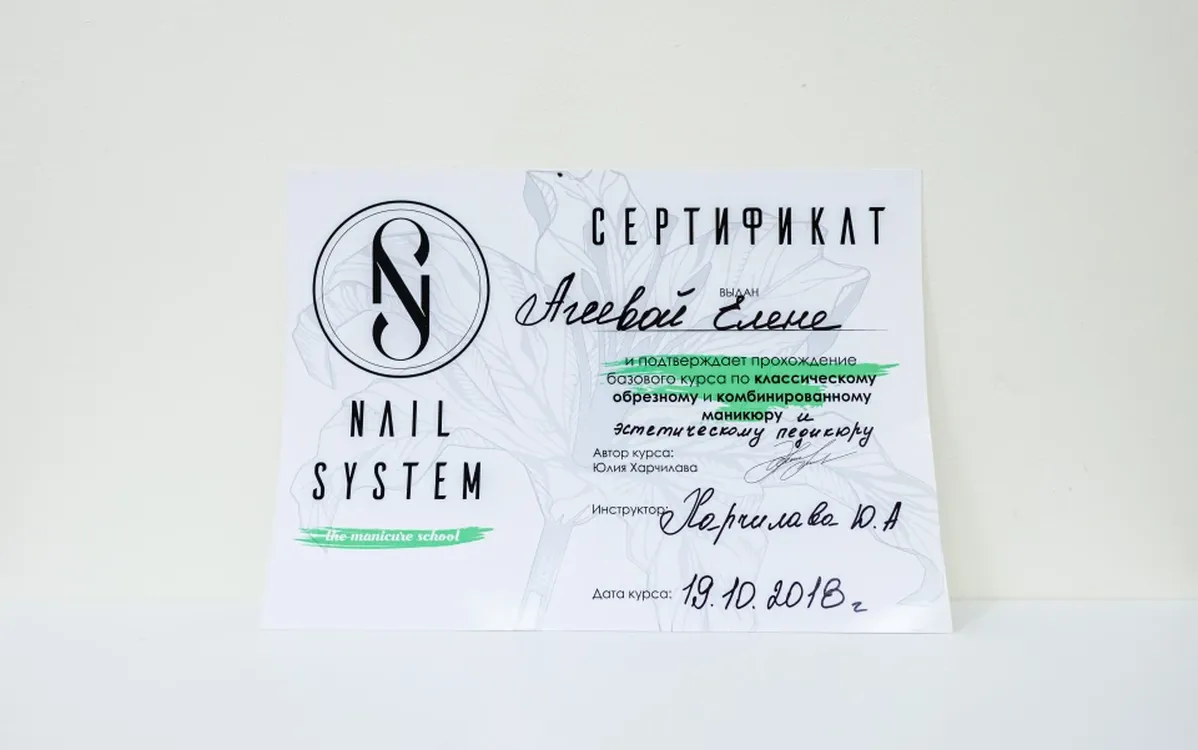 СЕРТИФИКАТ
ВЫДАН
Агеевой Елене
и подтверждает прохождение
базового курса по классическому
обрезному и комбинированному
маникюру и
эстетическому педикюру
Автор курса:
Юлия Харчилава
Инструктор: Харчилава Ю.А
Дата курса: 19.10.2018 г
NAIL
SYSTEM
the manicure school